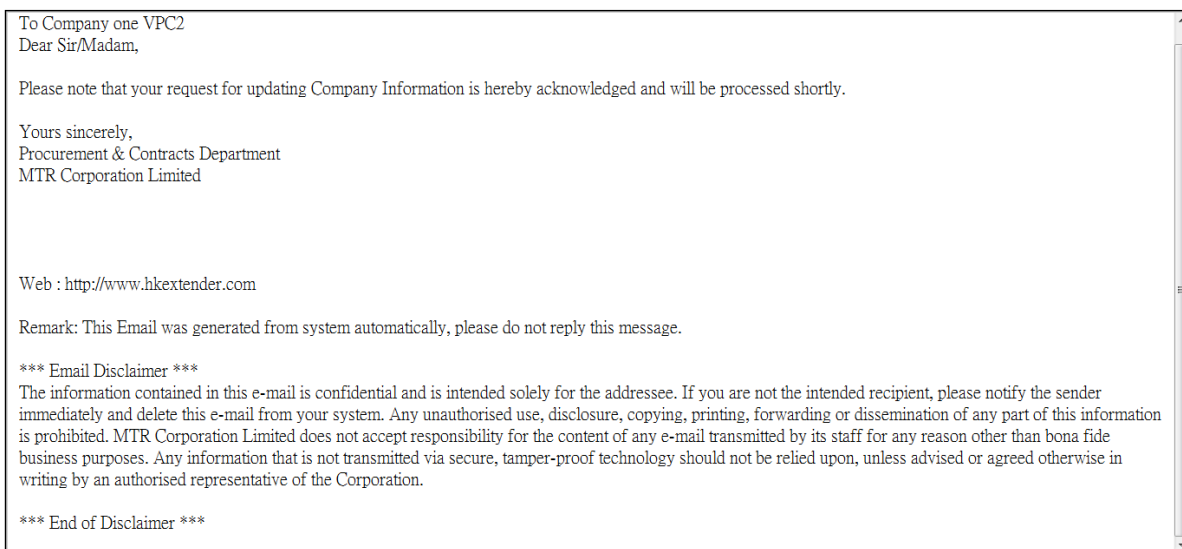 To Company one VPC2
Dear Sir/Madam,
Please note that your request for updating Company Information is hereby acknowledged and will be processed shortly.
Yours sincerely,
Procurement & Contracts Department
MTR Corporation Limited
Web : http://www.hkextender.com
Remark: This Email was generated from system automatically, please do not reply this message.
*** Email Disclaimer ***
The information contained in this e-mail is confidential and is intended solely for the addressee. If you are not the intended recipient, please notify the sender
immediately and delete this e-mail from your system. Any unauthorised use, disclosure, copying, printing, forwarding or dissemination of any part of this information
is prohibited. MTR Corporation Limited does not accept responsibility for the content of any e-mail transmitted by its staff for any reason other than bona fide
business purposes. Any information that is not transmitted via secure, tamper-proof technology should not be relied upon, unless advised or agreed otherwise in
writing by an authorised representative of the Corporation.
*** End of Disclaimer ***